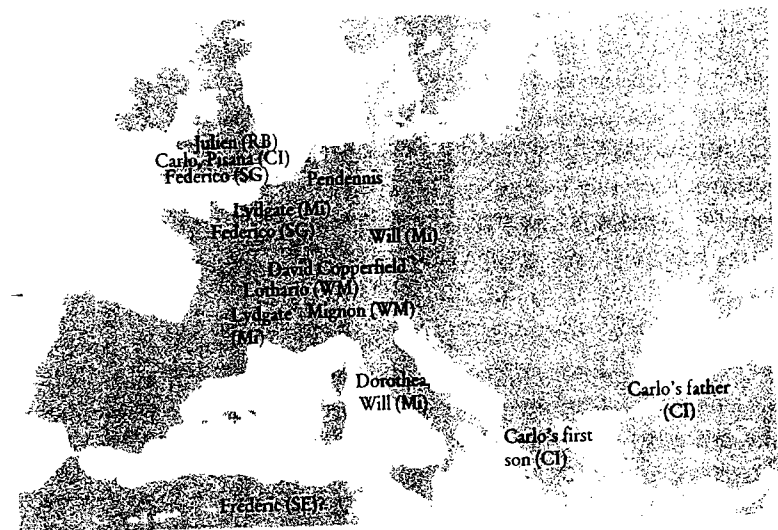 Julien (RB)
Carlo, Pisana (CI)
Federico (SG)
Pendennis
Lydgate (Mi)
Federico (SG)
Will (Mi)
David Copperfield
Lothario (WM)
Lydgate
(Mi)
Mignon (WM)
Dorothea,
Will (Mi)
Carlo's father
(CI)
Carlo's first
son (CI)
Frédéric (SE)?